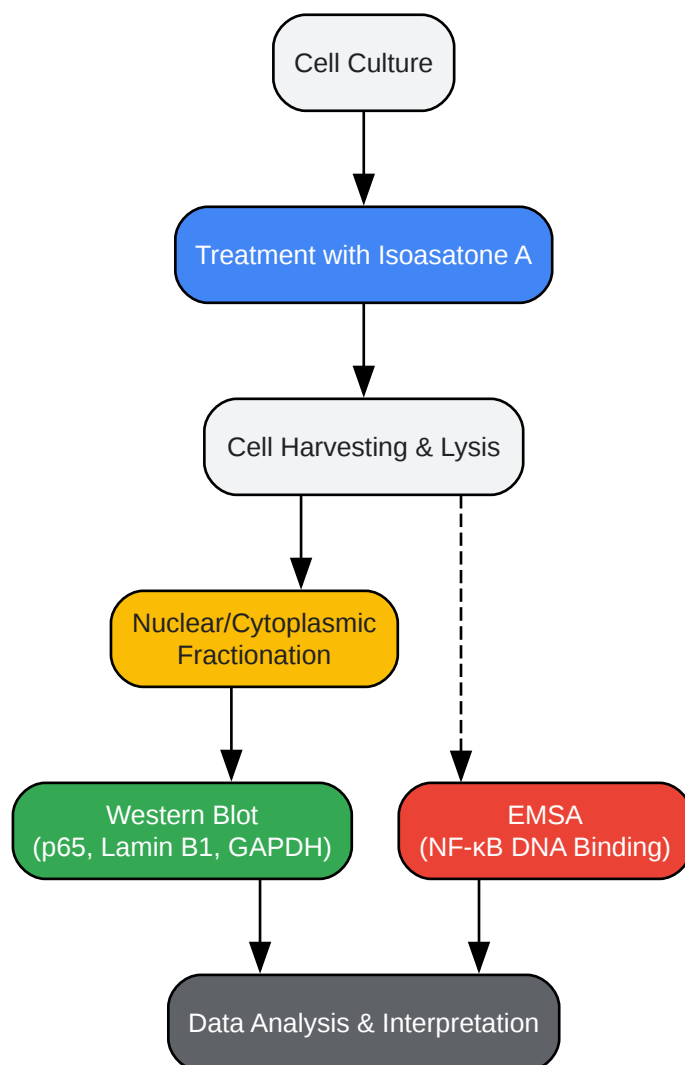 Cell Culture
Treatment with Isoasatone A
Cell Harvesting & Lysis
Nuclear/Cytoplasmic
Fractionation
Western Blot
(p65, Lamin B1, GAPDH)
EMSA
(NF-κB DNA Binding)
Data Analysis & Interpretation